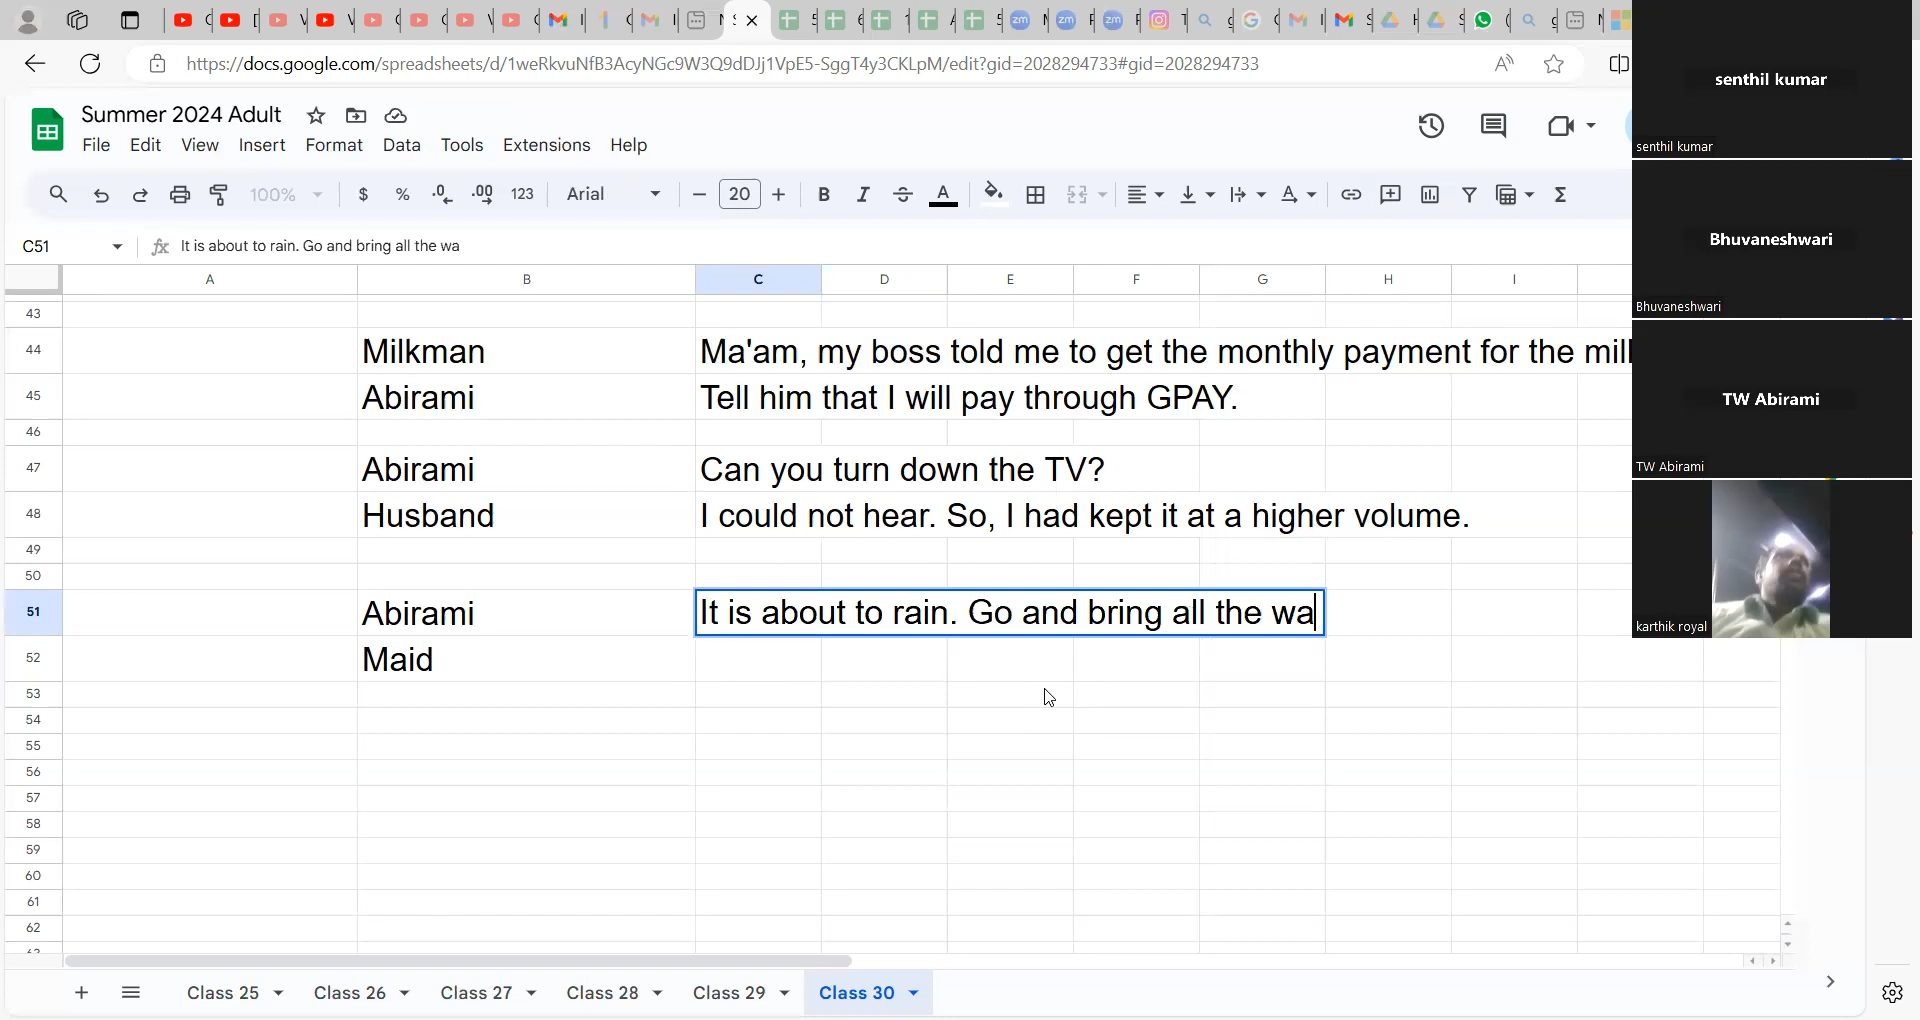 https://docs.google.com/spreadsheets/d/1weRkvuNfB3AcyNGc9W3Q9dDJj1VpE5-SggT4y3CKLpM/edit?gid=2028294733#gid=2028294733
Summer 2024 Adult
File Edit View Insert Format Data Tools Extensions Help
100% $ % .0 .00 123 Arial 20 B I A
C51 fx It is about to rain. Go and bring all the wa
A B C D E F G H I
43
44 Milkman Ma'am, my boss told me to get the monthly payment for the
45 Abirami Tell him that I will pay through GPAY.
46
47 Abirami Can you turn down the TV?
48 Husband I could not hear. So, I had kept it at a higher volume.
49
50
51 Abirami It is about to rain. Go and bring all the wa
52 Maid
53
54
55
56
57
58
59
60
61
62
Class 25 Class 26 Class 27 Class 28 Class 29 Class 30
senthil kumar
senthil kumar
Bhuvaneshwari
Bhuvaneshwari
TW Abirami
TW Abirami
karthik royal